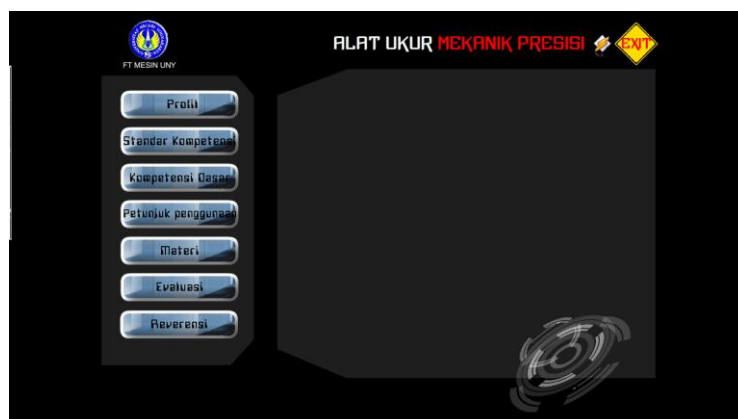 ALAT UKUR MEKANIK PRESISI
EXIT
FT MESIN UNY
Profil
Standar Kompetensi
Kompetensi Dasar
Petunjuk penggunaan
Materi
Evaluasi
Reverensi